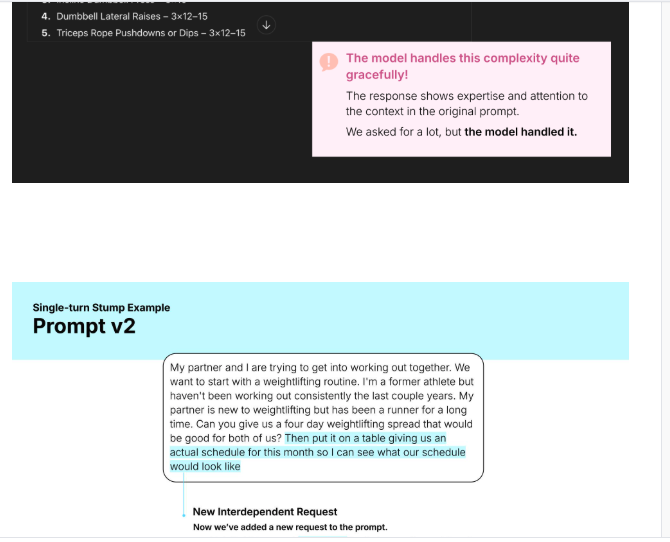 4. Dumbbell Lateral Raises – 3×12–15
5. Triceps Rope Pushdowns or Dips – 3×12–15
The model handles this complexity quite
gracefully!
The response shows expertise and attention to
the context in the original prompt.
We asked for a lot, but the model handled it.
Single-turn Stump Example
Prompt v2
My partner and I are trying to get into working out together. We
want to start with a weightlifting routine. I'm a former athlete but
haven't been working out consistently the last couple years. My
partner is new to weightlifting but has been a runner for a long
time. Can you give us a four day weightlifting spread that would
be good for both of us? Then put it on a table giving us an
actual schedule for this month so I can see what our schedule
would look like
New Interdependent Request
Now we've added a new request to the prompt.